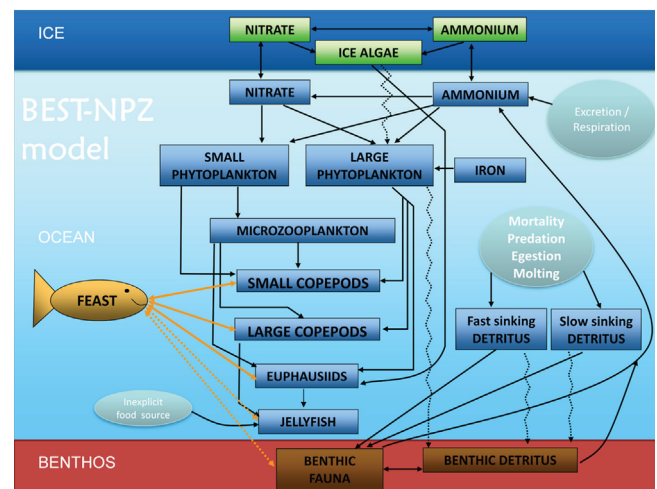 ICE
NITRATE
AMMONIUM
ICE ALGAE
BEST-NPZ
model
NITRATE
AMMONIUM
Excretion /
Respiration
SMALL
PHYTOPLANKTON
LARGE
PHYTOPLANKTON
IRON
OCEAN
MICROZOOPLANKTON
Mortality
Predation
Egestion
Molting
FEAST
SMALL COPEPODS
LARGE COPEPODS
Fast sinking
DETRITUS
Slow sinking
DETRITUS
EUPHAUSIIDS
Inexplicit
food source
JELLYFISH
BENTHOS
BENTHIC
FAUNA
BENTHIC DETRITUS